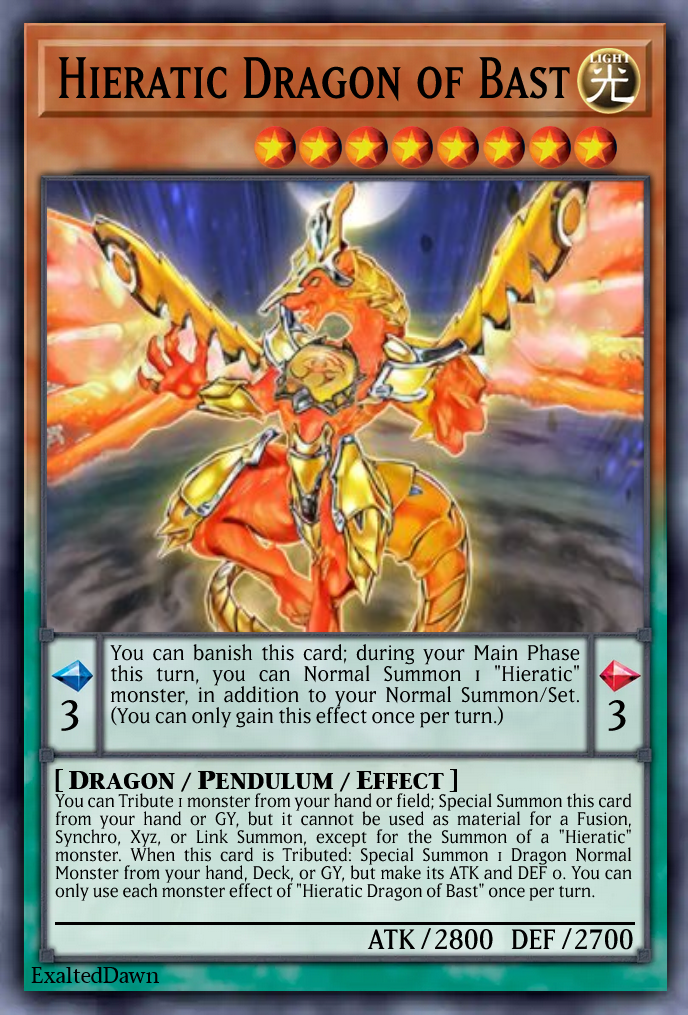 Hieratic Dragon of Bast
LIGHT
光
You can banish this card; during your Main Phase
this turn, you can Normal Summon 1 "Hieratic"
monster, in addition to your Normal Summon/Set.
(You can only gain this effect once per turn.)
3
3
[ Dragon / Pendulum / Effect ]
You can Tribute 1 monster from your hand or field; Special Summon this card
from your hand or GY, but it cannot be used as material for a Fusion,
Synchro, Xyz, or Link Summon, except for the Summon of a "Hieratic"
monster. When this card is Tributed: Special Summon 1 Dragon Normal
Monster from your hand, Deck, or GY, but make its ATK and DEF 0. You can
only use each monster effect of "Hieratic Dragon of Bast" once per turn.
ATK/2800 DEF/2700
ExaltedDawn